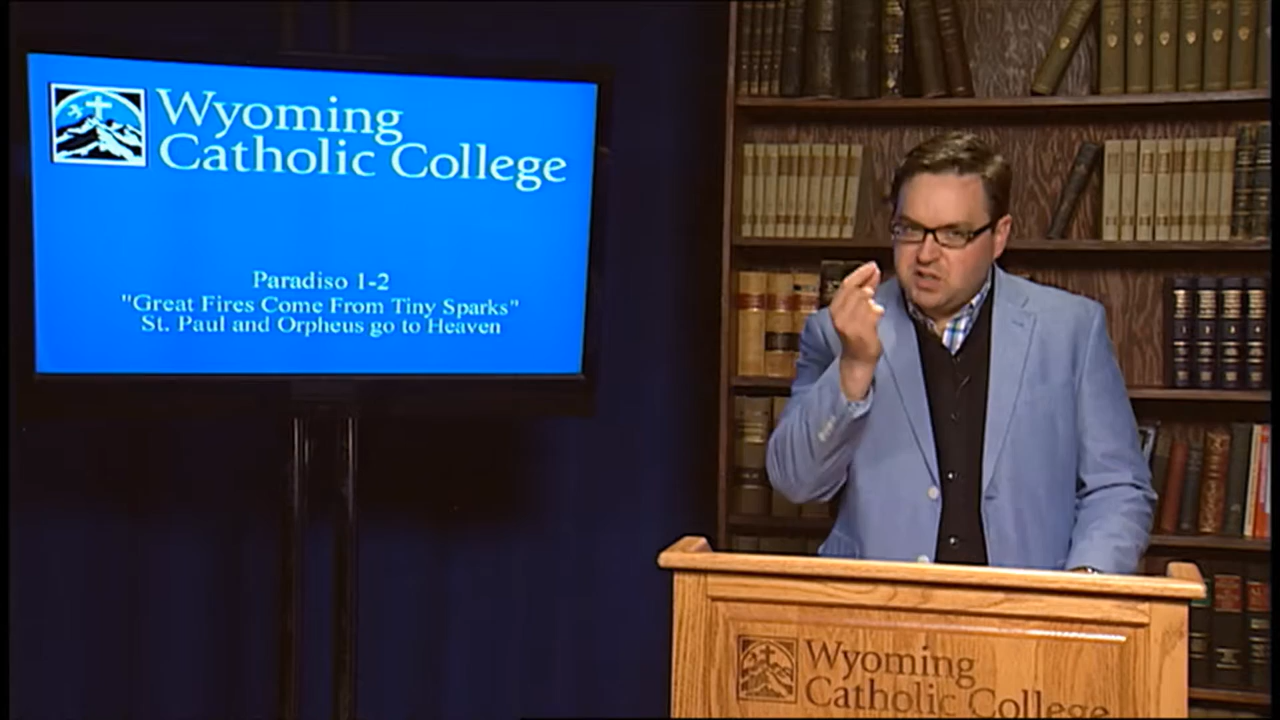 Wyoming
Catholic College
Paradiso 1-2
"Great Fires Come From Tiny Sparks"
St. Paul and Orpheus go to Heaven
Wyoming
Catholic College